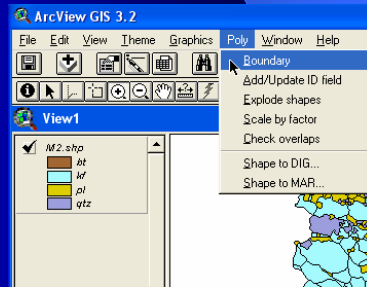 ArcView GIS 3.2
File Edit View Theme Graphics Poly Window Help
Boundary
Add/Update ID field
Explode shapes
Scale by factor
Check overlaps
Shape to DIG...
Shape to MAR...
View1
M2.shp
bt
kf
pl
qtz